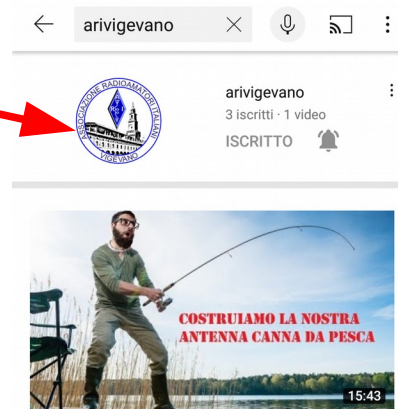 arivigevano
ASSOCIAZIONE RADIOAMATORI ITALIANI
VIGEVANO
arivigevano
3 iscritti · 1 video
ISCRITTO
COSTRUIAMO LA NOSTRA
ANTENNA CANNA DA PESCA
15:43